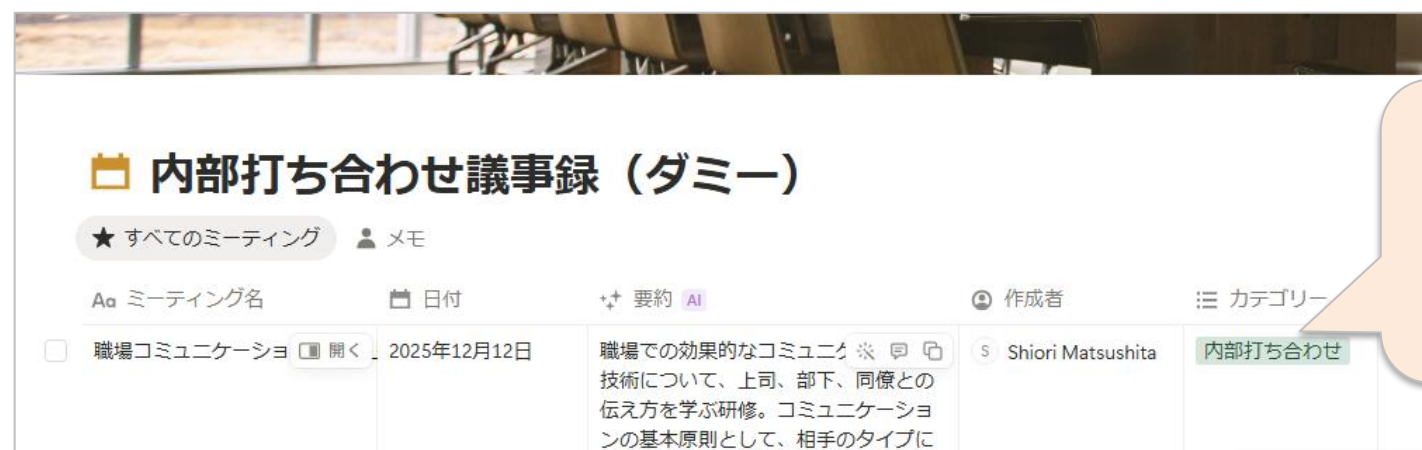 内部打ち合わせ議事録（ダミー）
すべてのミーティング メモ
Aa ミーティング名 日付 要約 AI 作成者 カテゴリー
職場コミュニケーショ 開く 2025年12月12日 職場での効果的なコミュニケ S Shiori Matsushita 内部打ち合わせ
技術について、上司、部下、同僚との
伝え方を学ぶ研修。コミュニケーショ
ンの基本原則として、相手のタイプに